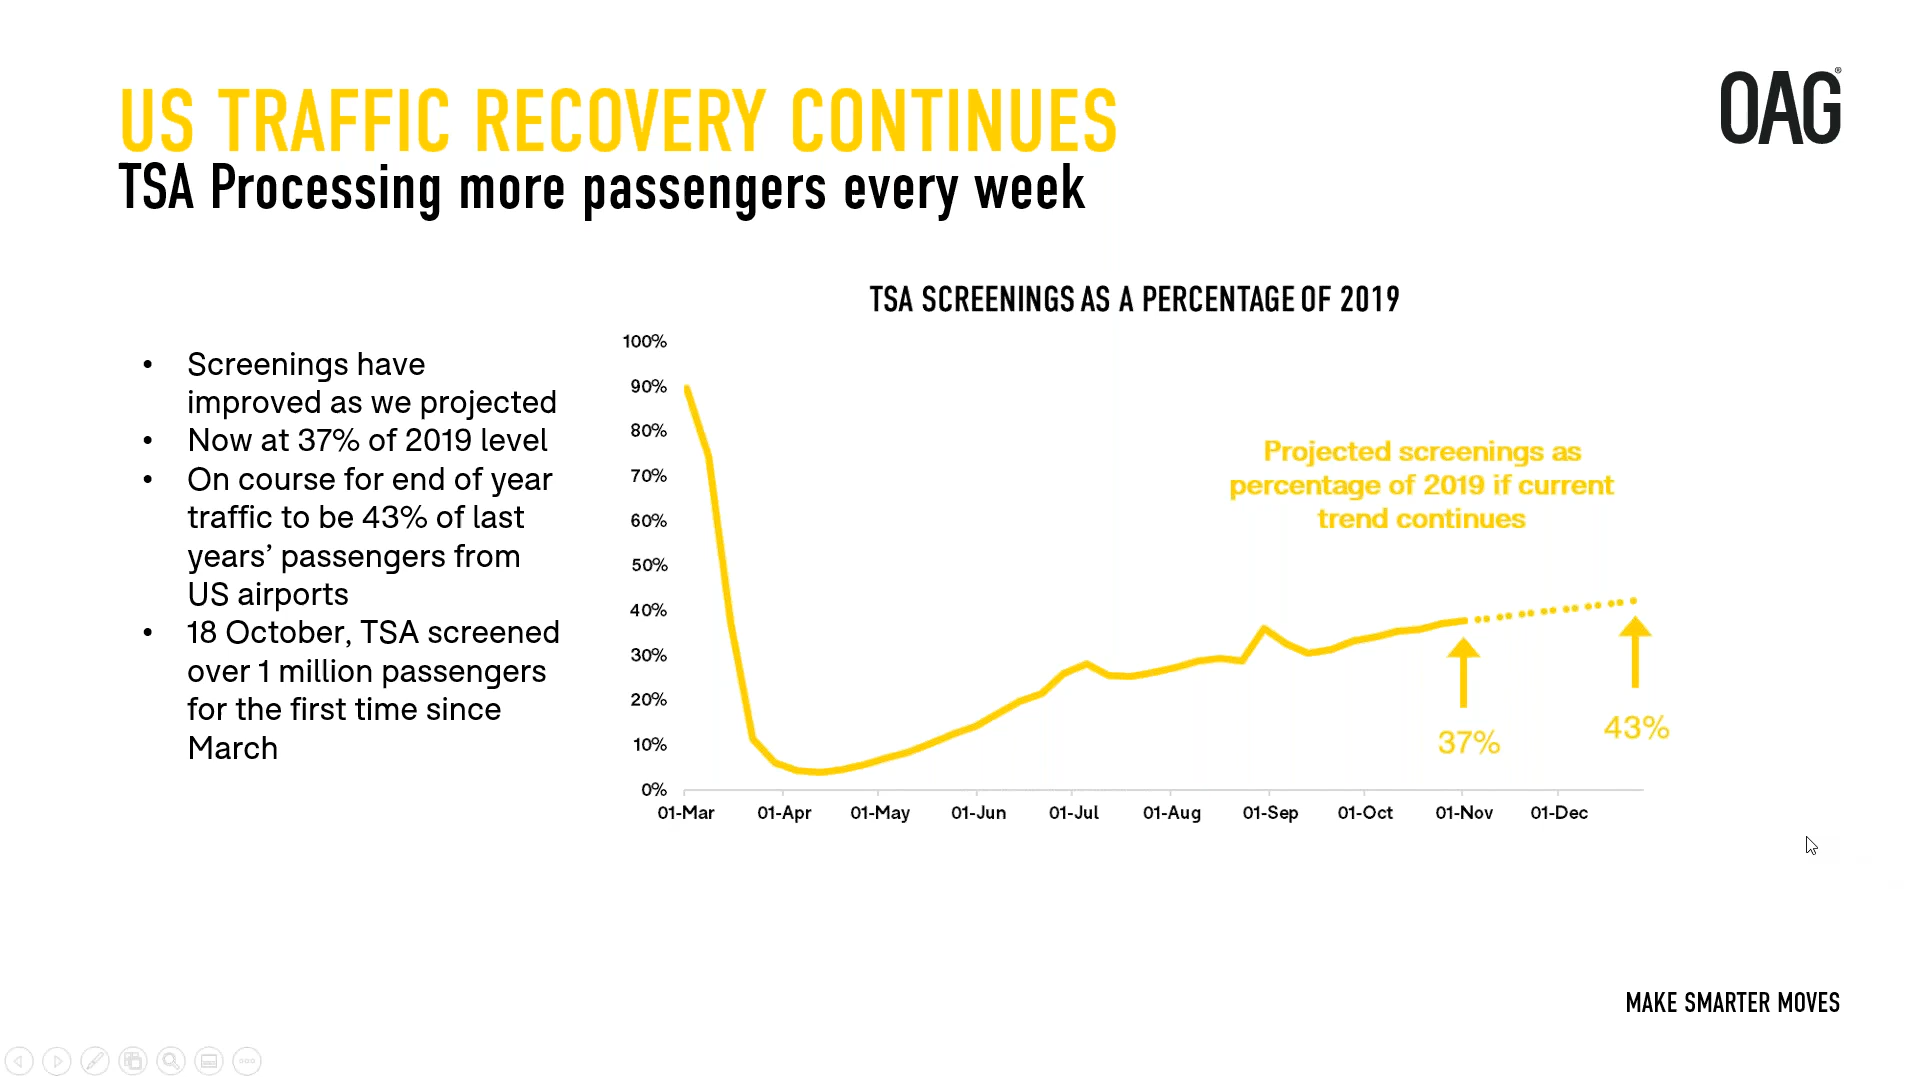 OAG®
US TRAFFIC RECOVERY CONTINUES
TSA Processing more passengers every week
• Screenings have
improved as we projected
• Now at 37% of 2019 level
• On course for end of year
traffic to be 43% of last
years’ passengers from
US airports
• 18 October, TSA screened
over 1 million passengers
for the first time since
March
TSA SCREENINGS AS A PERCENTAGE OF 2019
100%
90%
80%
70%
60%
50%
40%
30%
20%
10%
0%
Projected screenings as
percentage of 2019 if current
trend continues
37%
43%
01-Mar 01-Apr 01-May 01-Jun 01-Jul 01-Aug 01-Sep 01-Oct 01-Nov 01-Dec
MAKE SMARTER MOVES